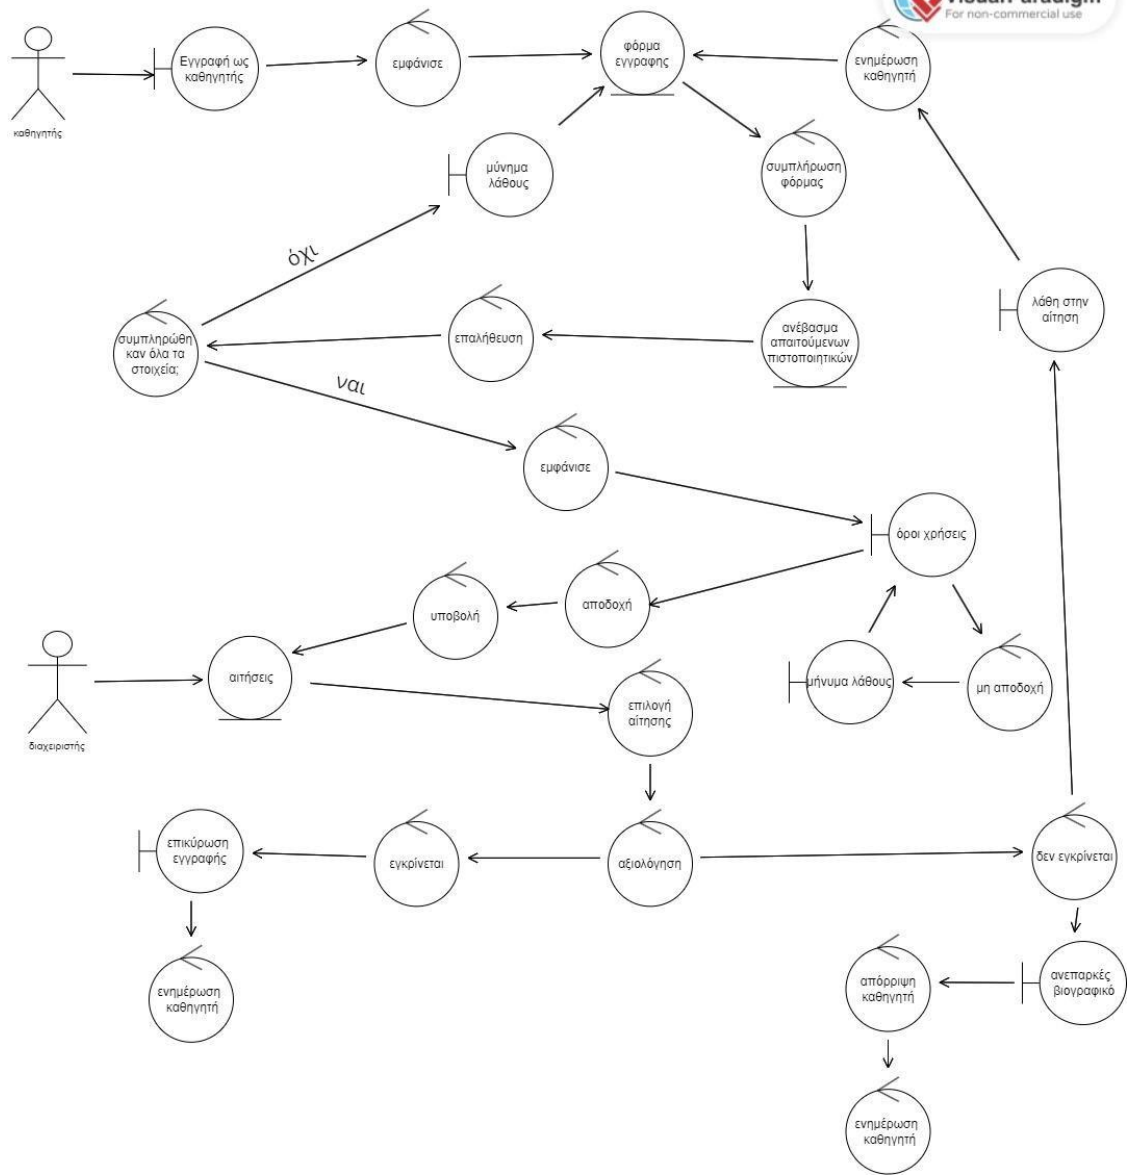 Visual Paradigm
For non-commercial use
καθηγητής
Εγγραφή ως
καθηγητής
εμφάνισε
φόρμα
εγγραφης
ενημέρωση
καθηγητή
μύνημα
λάθους
συμπλήρωση
φόρμας
όχι
λάθη στην
αίτηση
συμπληρώθη
καν όλα τα
στοιχεία;
επαλήθευση
ανέβασμα
απαιτούμενων
πιστοποιητικών
ναι
εμφάνισε
όροι χρήσεις
αποδοχή
υποβολή
διαχειριστής
αιτήσεις
επιλογή
αίτησης
μήνυμα λάθους
μη αποδοχή
επικύρωση
εγγραφής
εγκρίνεται
αξιολόγηση
δεν εγκρίνεται
ενημέρωση
καθηγητή
απόρριψη
καθηγητή
ανεπαρκές
βιογραφικό
ενημέρωση
καθηγητή